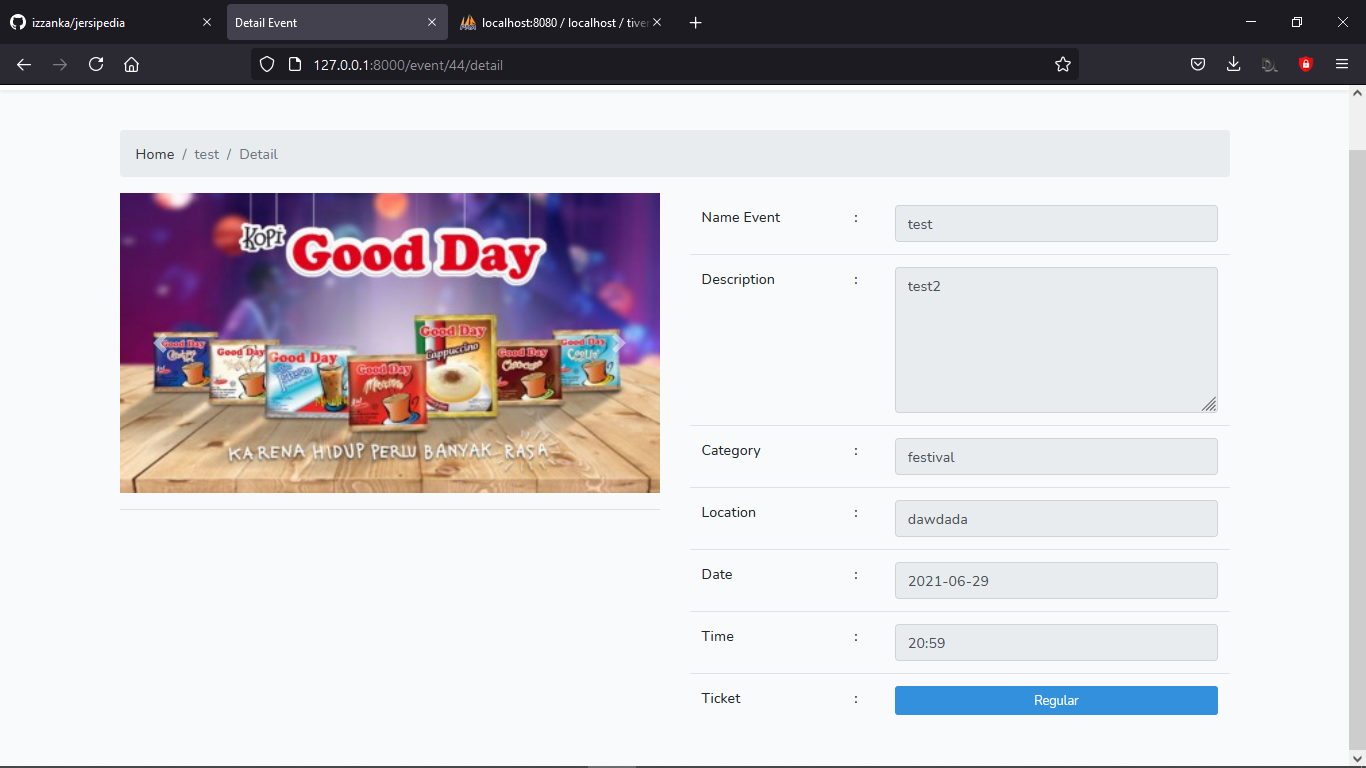 izzanka/jersipedia
Detail Event
localhost:8080 / localhost / tiver
127.0.0.1:8000/event/44/detail
Home / test / Detail
KOPI
Good Day
Good Day
Good Day
Good Day
Good Day
Good Day
Cappuccino
Good Day
Good Day
KARENA HIDUP PERLU BANYAK RASA
Name Event : test
Description : test2
Category : festival
Location : dawdada
Date : 2021-06-29
Time : 20:59
Ticket : Regular